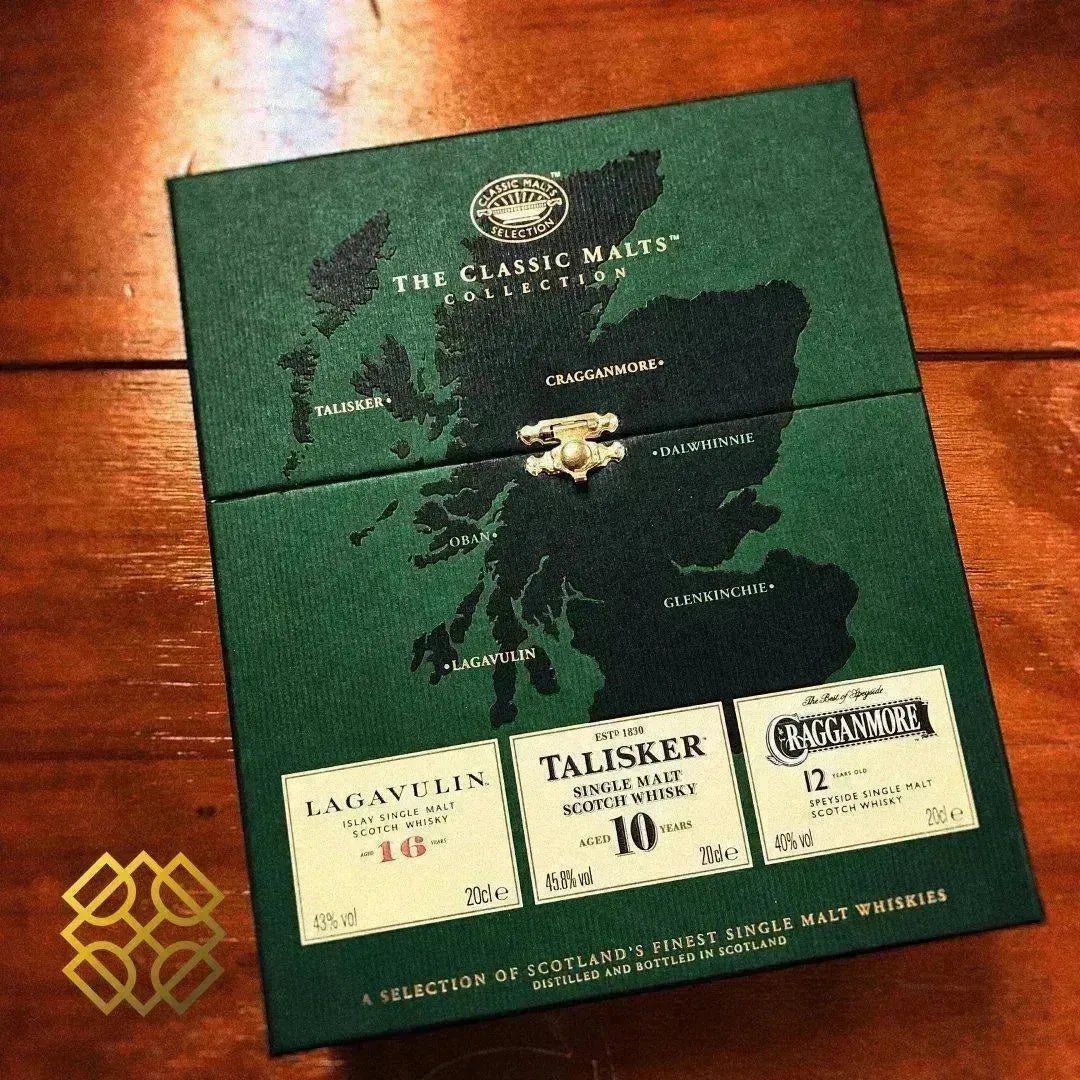 CLASSIC MALTS
SELECTION
™
THE CLASSIC MALTS™
COLLECTION
CRAGGANMORE•
TALISKER•
•DALWHINNIE
OBAN•
GLENKINCHIE•
•LAGAVULIN
LAGAVULIN
ISLAY SINGLE MALT
SCOTCH WHISKY
AGED 16 YEARS
43% vol 20cl e
ESTD 1830
TALISKER
SINGLE MALT
SCOTCH WHISKY
AGED 10 YEARS
45.8% vol 20cl e
The Best of Speyside
CRAGGANMORE
12 YEARS OLD
SPEYSIDE SINGLE MALT
SCOTCH WHISKY
40% vol 20cl e
A SELECTION OF SCOTLAND'S FINEST SINGLE MALT WHISKIES
DISTILLED AND BOTTLED IN SCOTLAND